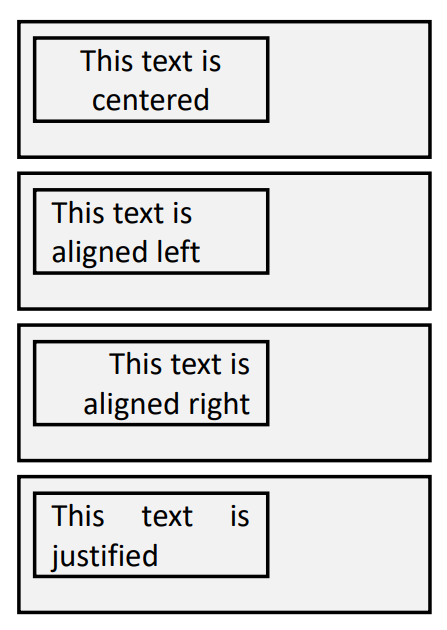 This text is
centered
This text is
aligned left
This text is
aligned right
This text is
justified